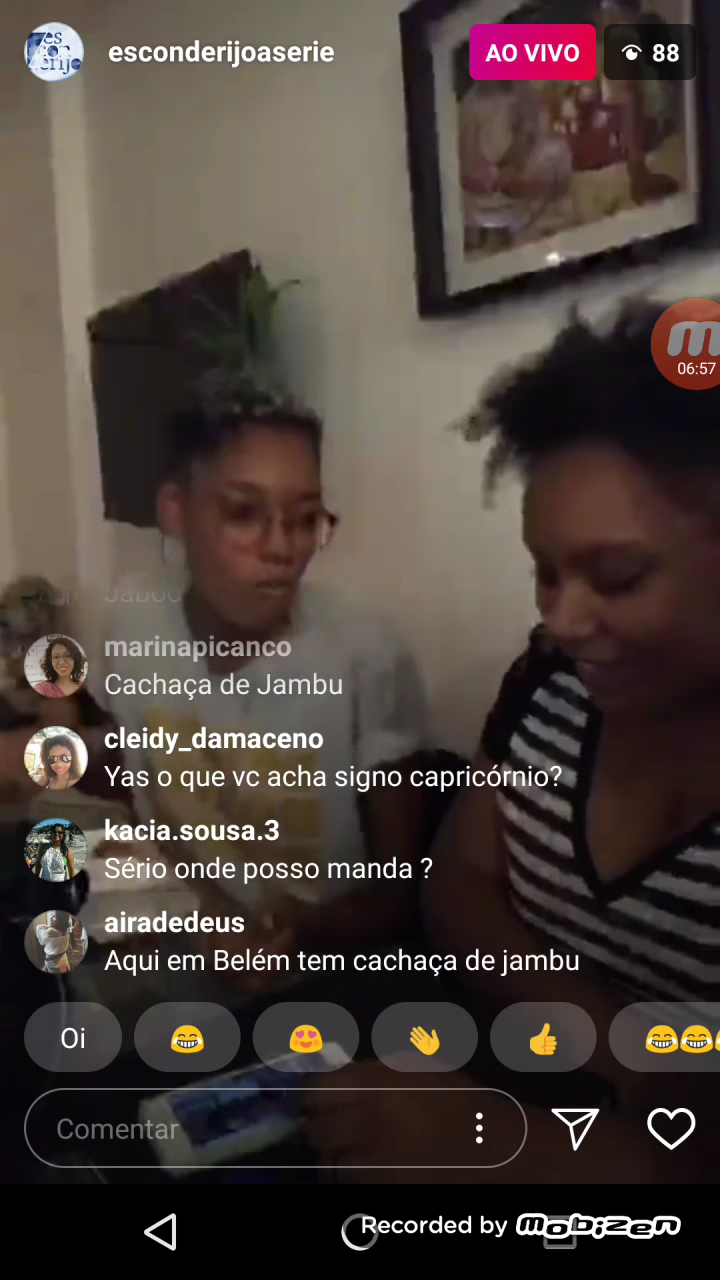 esconderijoaserie
AO VIVO
88
06:57
marinapicanco
Cachaça de Jambu
cleidy_damaceno
Yas o que vc acha signo capricórnio?
kacia.sousa.3
Sério onde posso manda ?
airadedeus
Aqui em Belém tem cachaça de jambu
Oi
Comentar
Recorded by mobizen